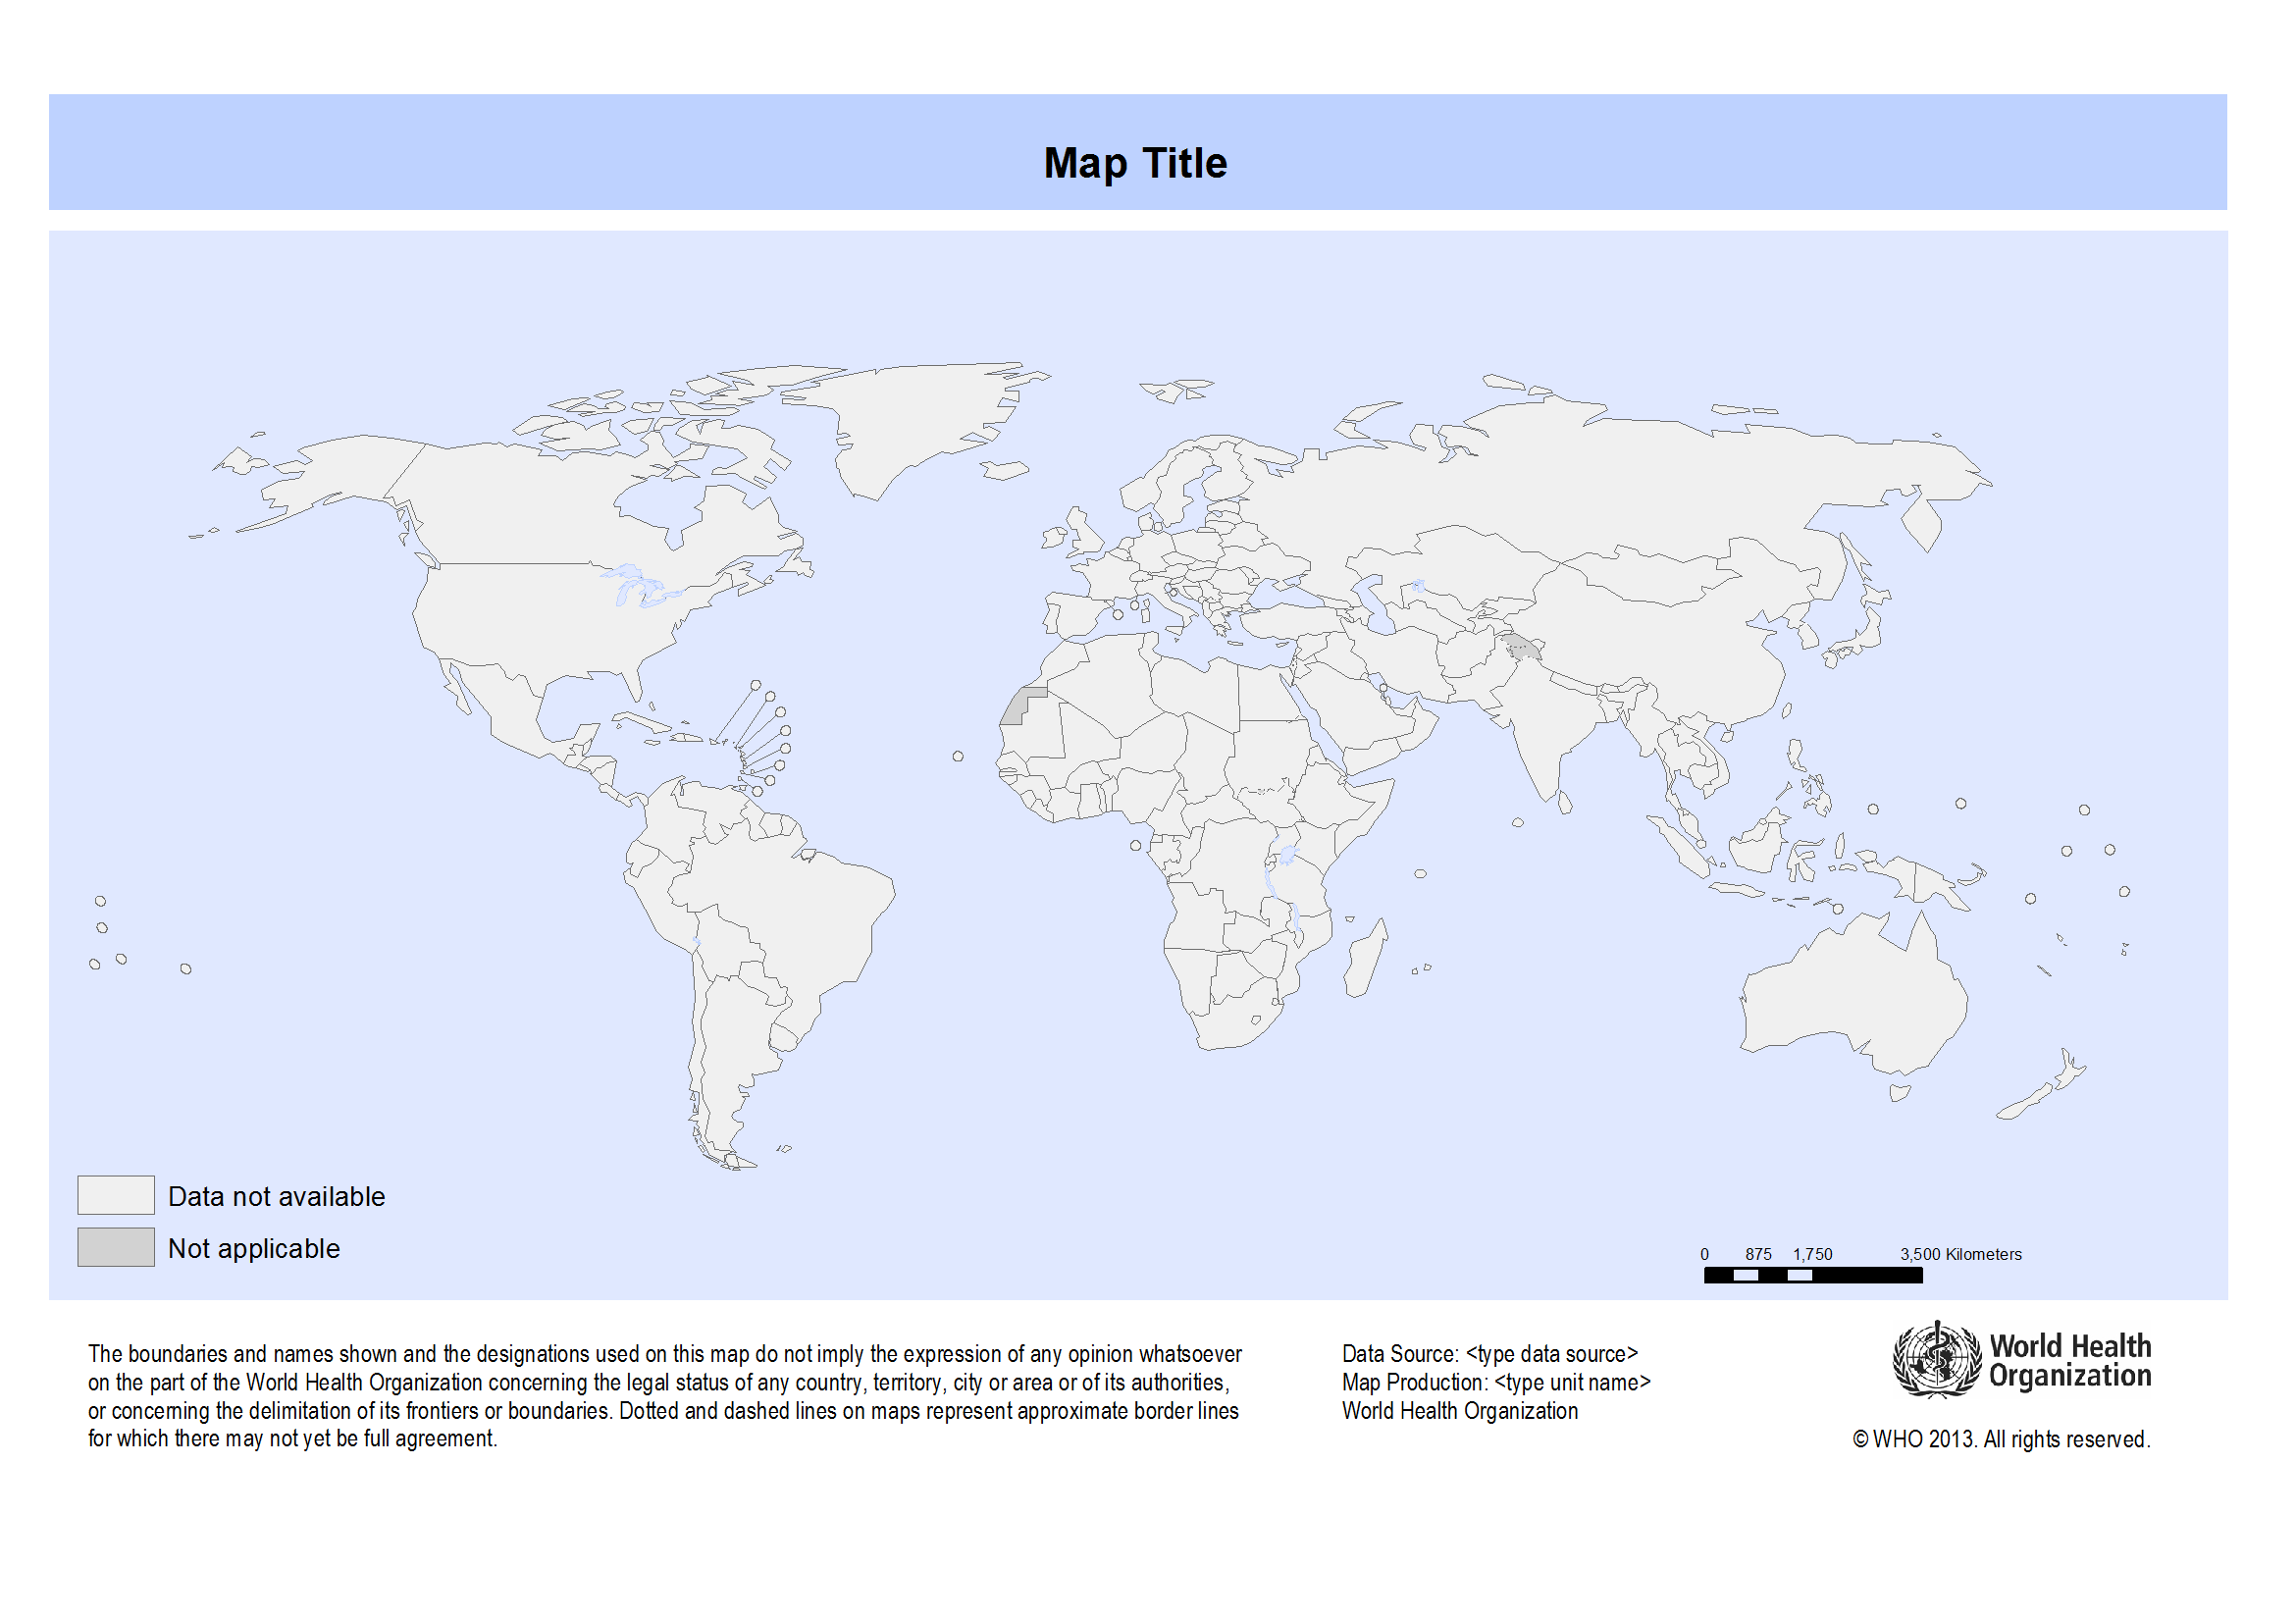 Map Title
Data not available
Not applicable
0 875 1,750 3,500 Kilometers
The boundaries and names shown and the designations used on this map do not imply the expression of any opinion whatsoever
on the part of the World Health Organization concerning the legal status of any country, territory, city or area or of its authorities,
or concerning the delimitation of its frontiers or boundaries. Dotted and dashed lines on maps represent approximate border lines
for which there may not yet be full agreement.
Data Source: <type data source>
Map Production: <type unit name>
World Health Organization
World Health
Organization
© WHO 2013. All rights reserved.